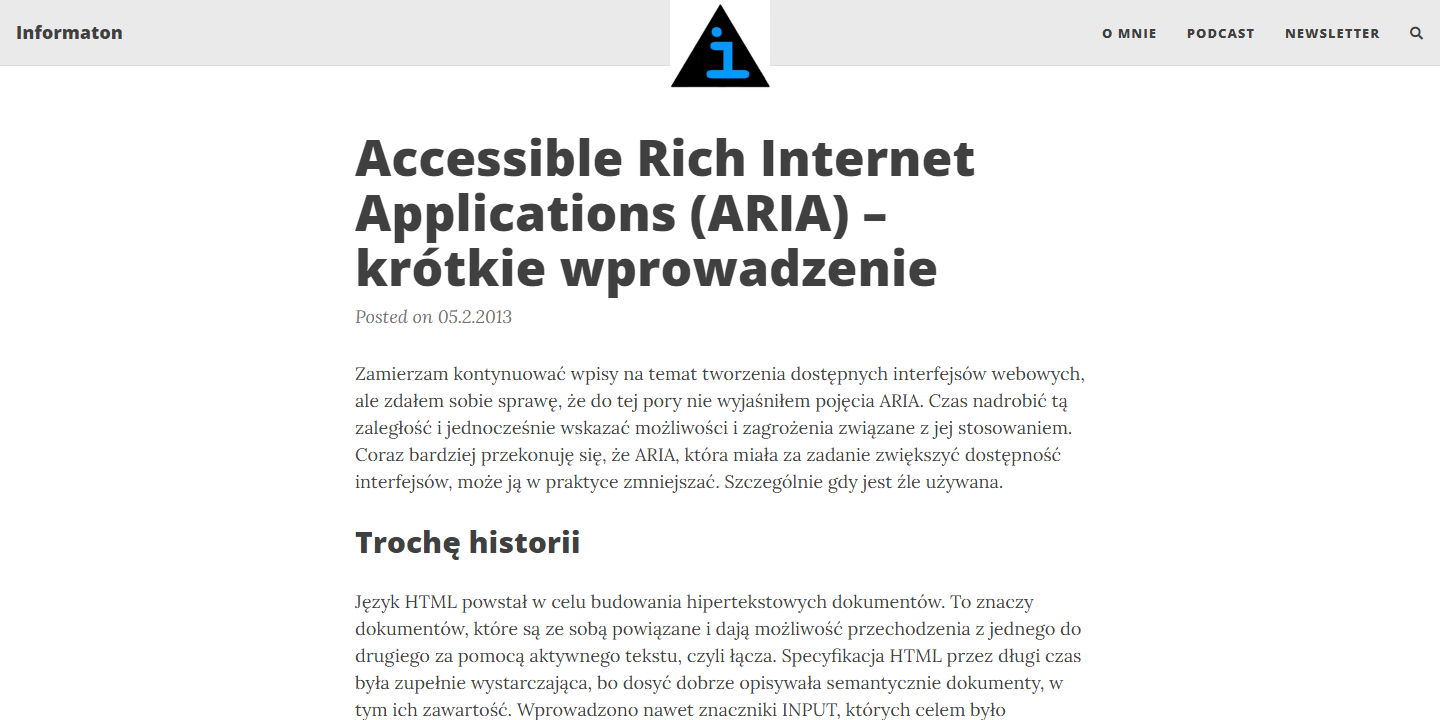 Informaton
i
O MNIE
PODCAST
NEWSLETTER
Accessible Rich Internet
Applications (ARIA) –
krótkie wprowadzenie
Posted on 05.2.2013
Zamierzam kontynuować wpisy na temat tworzenia dostępnych interfejsów webowych,
ale zdałem sobie sprawę, że do tej pory nie wyjaśniłem pojęcia ARIA. Czas nadrobić tą
zaległość i jednocześnie wskazać możliwości i zagrożenia związane z jej stosowaniem.
Coraz bardziej przekonuję się, że ARIA, która miała za zadanie zwiększyć dostępność
interfejsów, może ją w praktyce zmniejszać. Szczególnie gdy jest źle używana.
Trochę historii
Język HTML powstał w celu budowania hipertekstowych dokumentów. To znaczy
dokumentów, które są ze sobą powiązane i dają możliwość przechodzenia z jednego do
drugiego za pomocą aktywnego tekstu, czyli łącza. Specyfikacja HTML przez długi czas
była zupełnie wystarczająca, bo dosyć dobrze opisywała semantycznie dokumenty, w
tym ich zawartość. Wprowadzono nawet znaczniki INPUT, których celem było